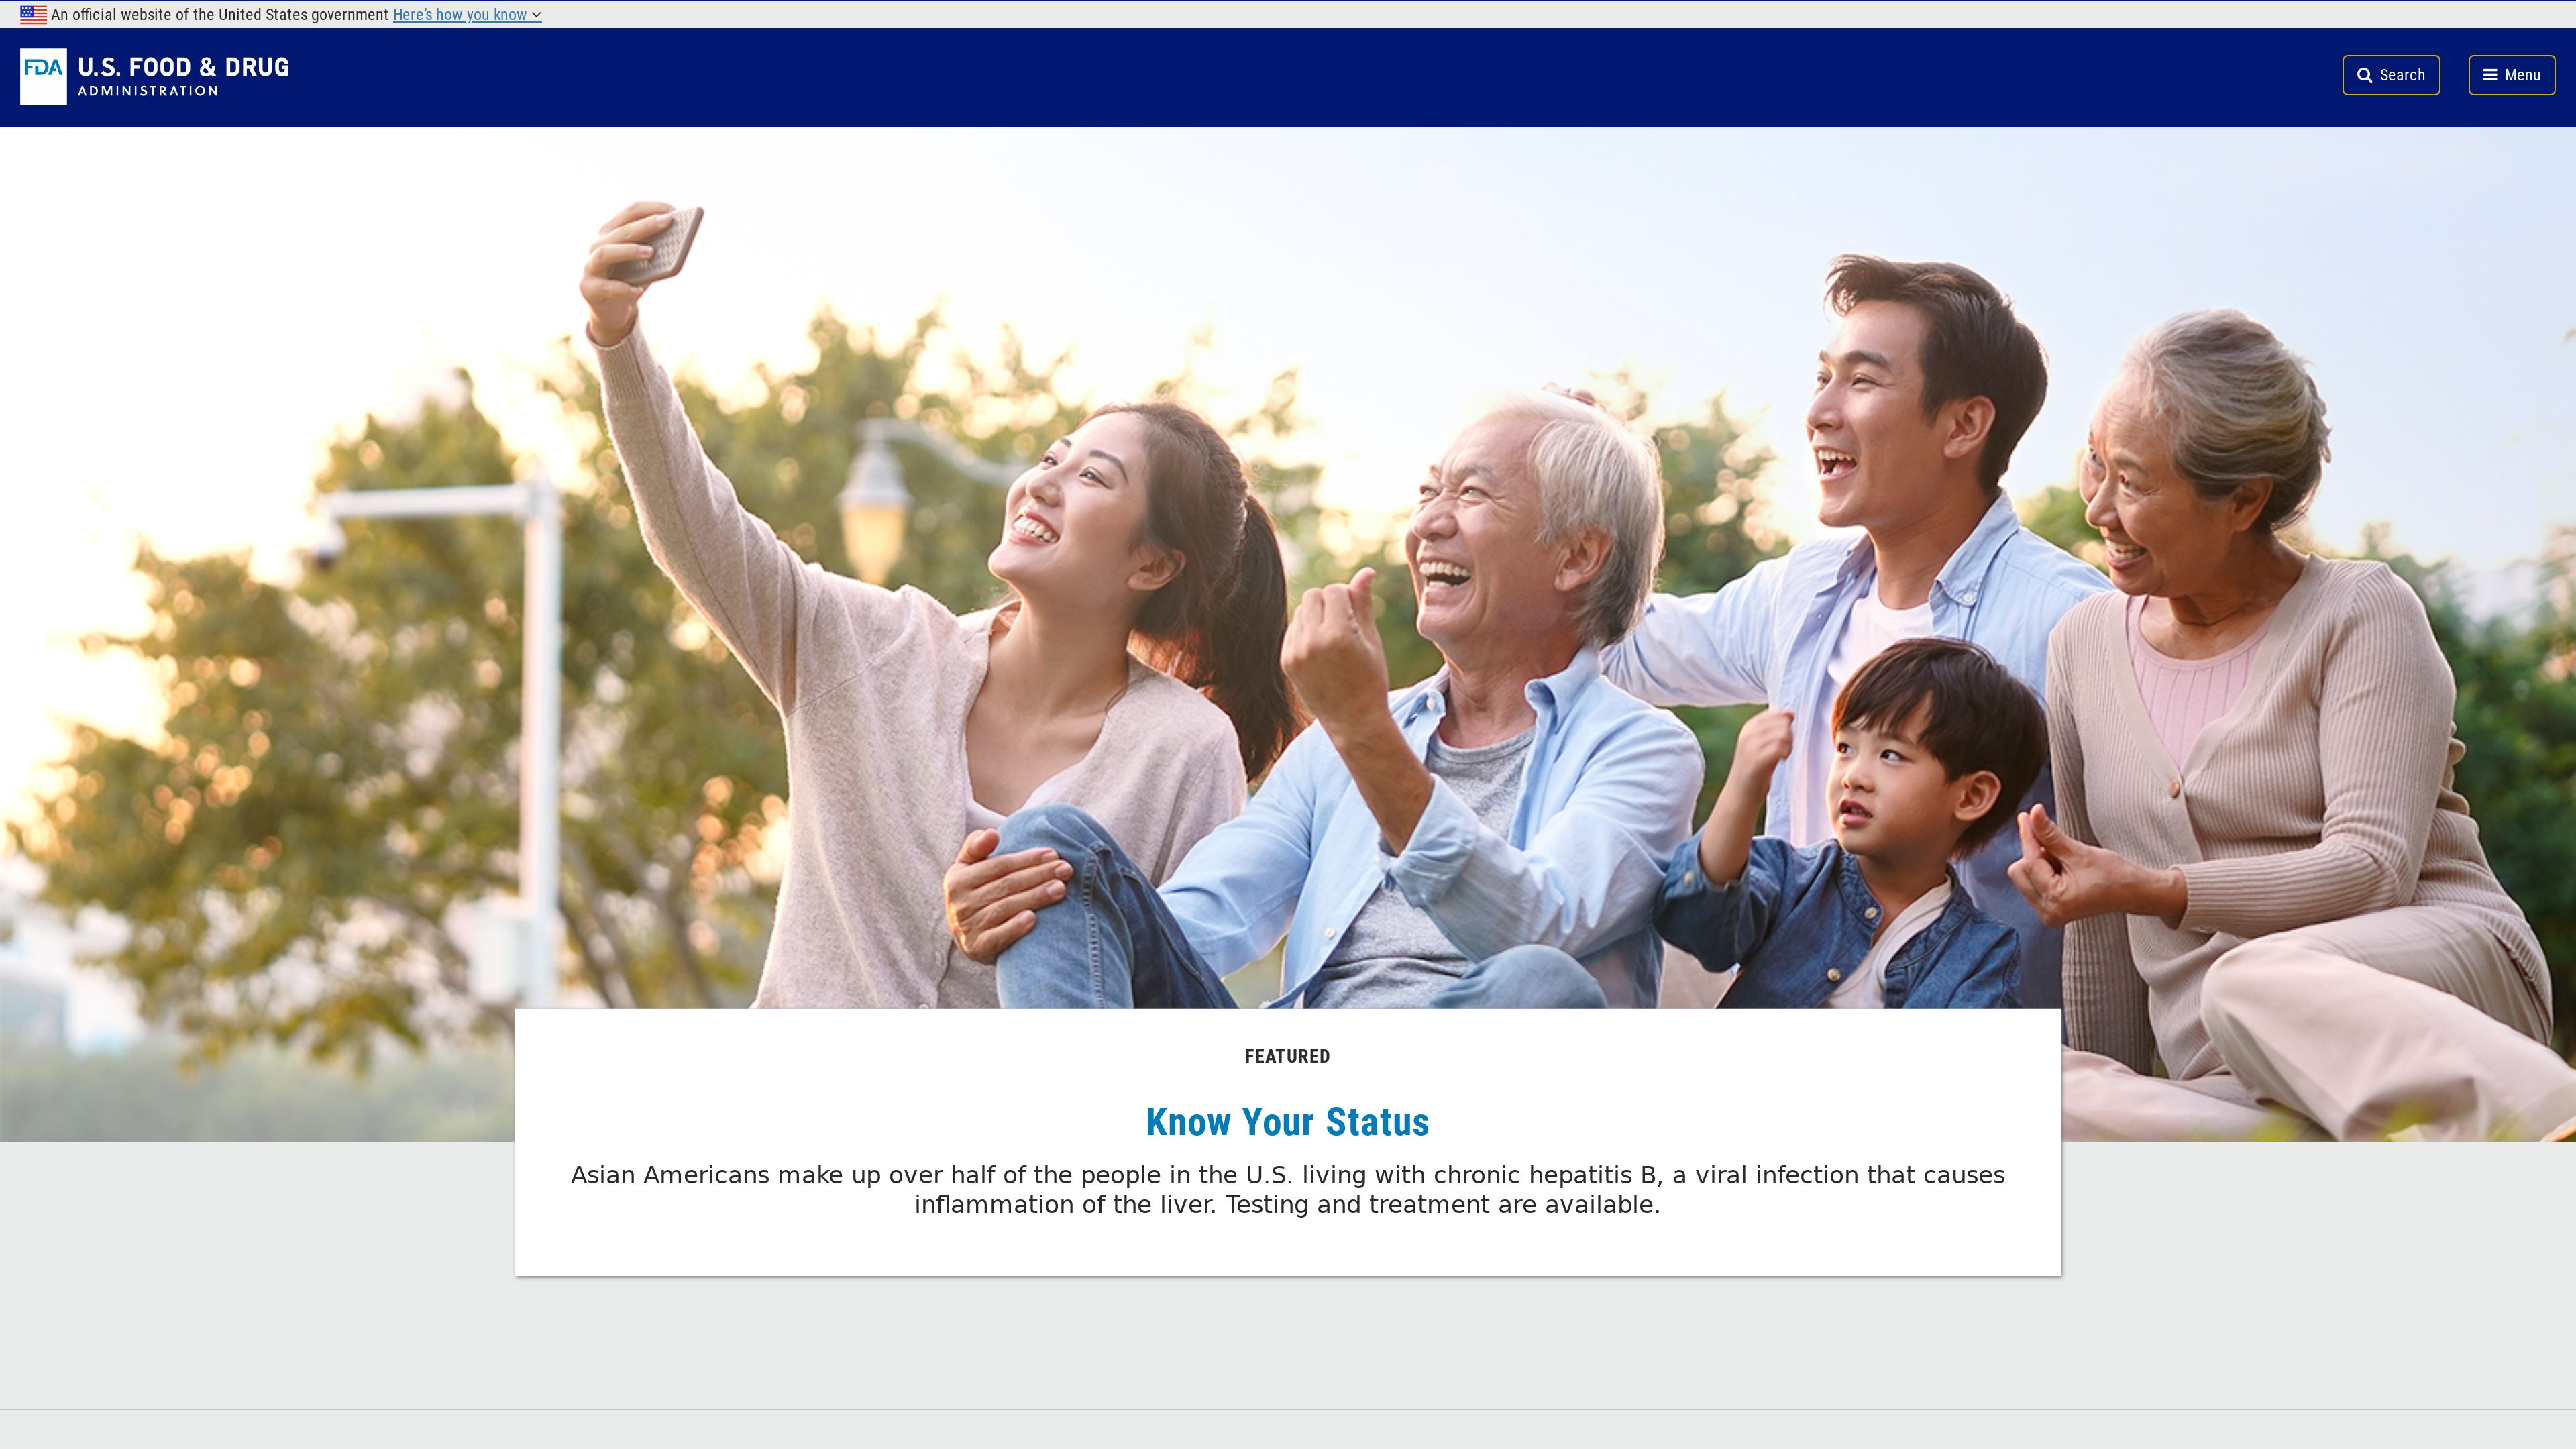 An official website of the United States government Here's how you know
FDA U.S. FOOD & DRUG
ADMINISTRATION
Search
Menu
FEATURED
Know Your Status
Asian Americans make up over half of the people in the U.S. living with chronic hepatitis B, a viral infection that causes
inflammation of the liver. Testing and treatment are available.